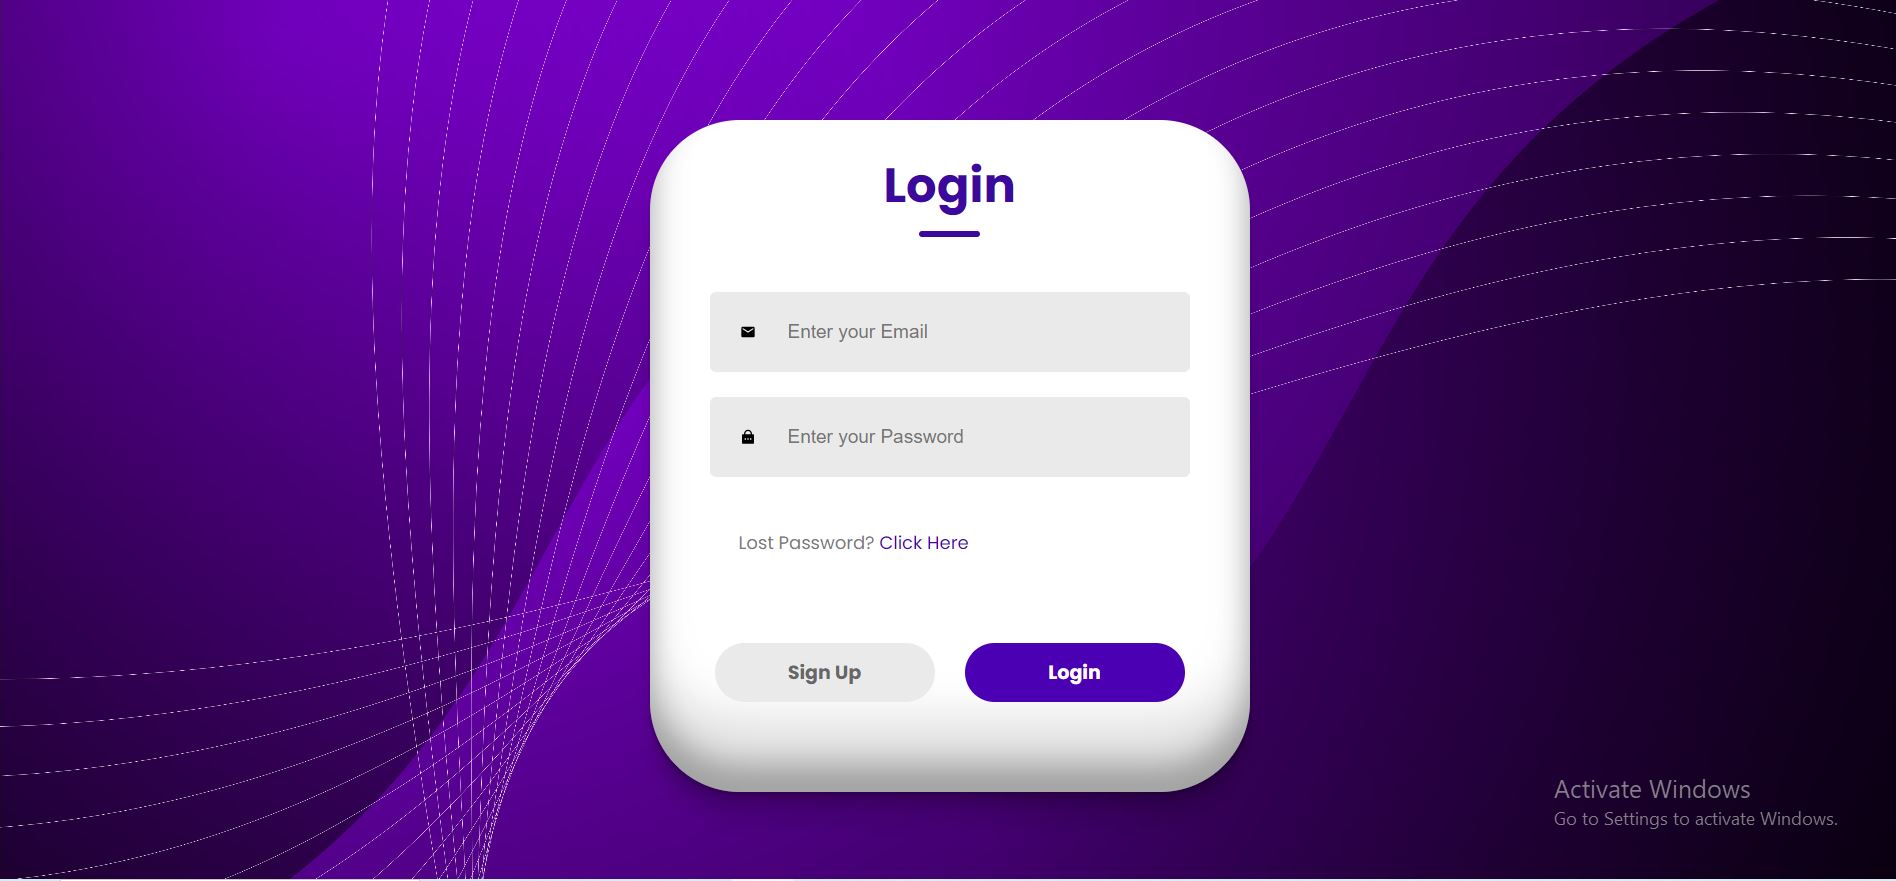 Login
Enter your Email
Enter your Password
Lost Password? Click Here
Sign Up
Login
Activate Windows
Go to Settings to activate Windows.